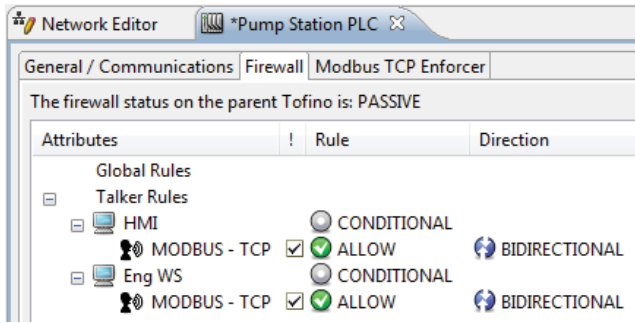 Network Editor *Pump Station PLC
General / Communications Firewall Modbus TCP Enforcer
The firewall status on the parent Tofino is: PASSIVE
Attributes ! Rule Direction
Global Rules
Talker Rules
HMI CONDITIONAL
MODBUS - TCP ALLOW BIDIRECTIONAL
Eng WS CONDITIONAL
MODBUS - TCP ALLOW BIDIRECTIONAL